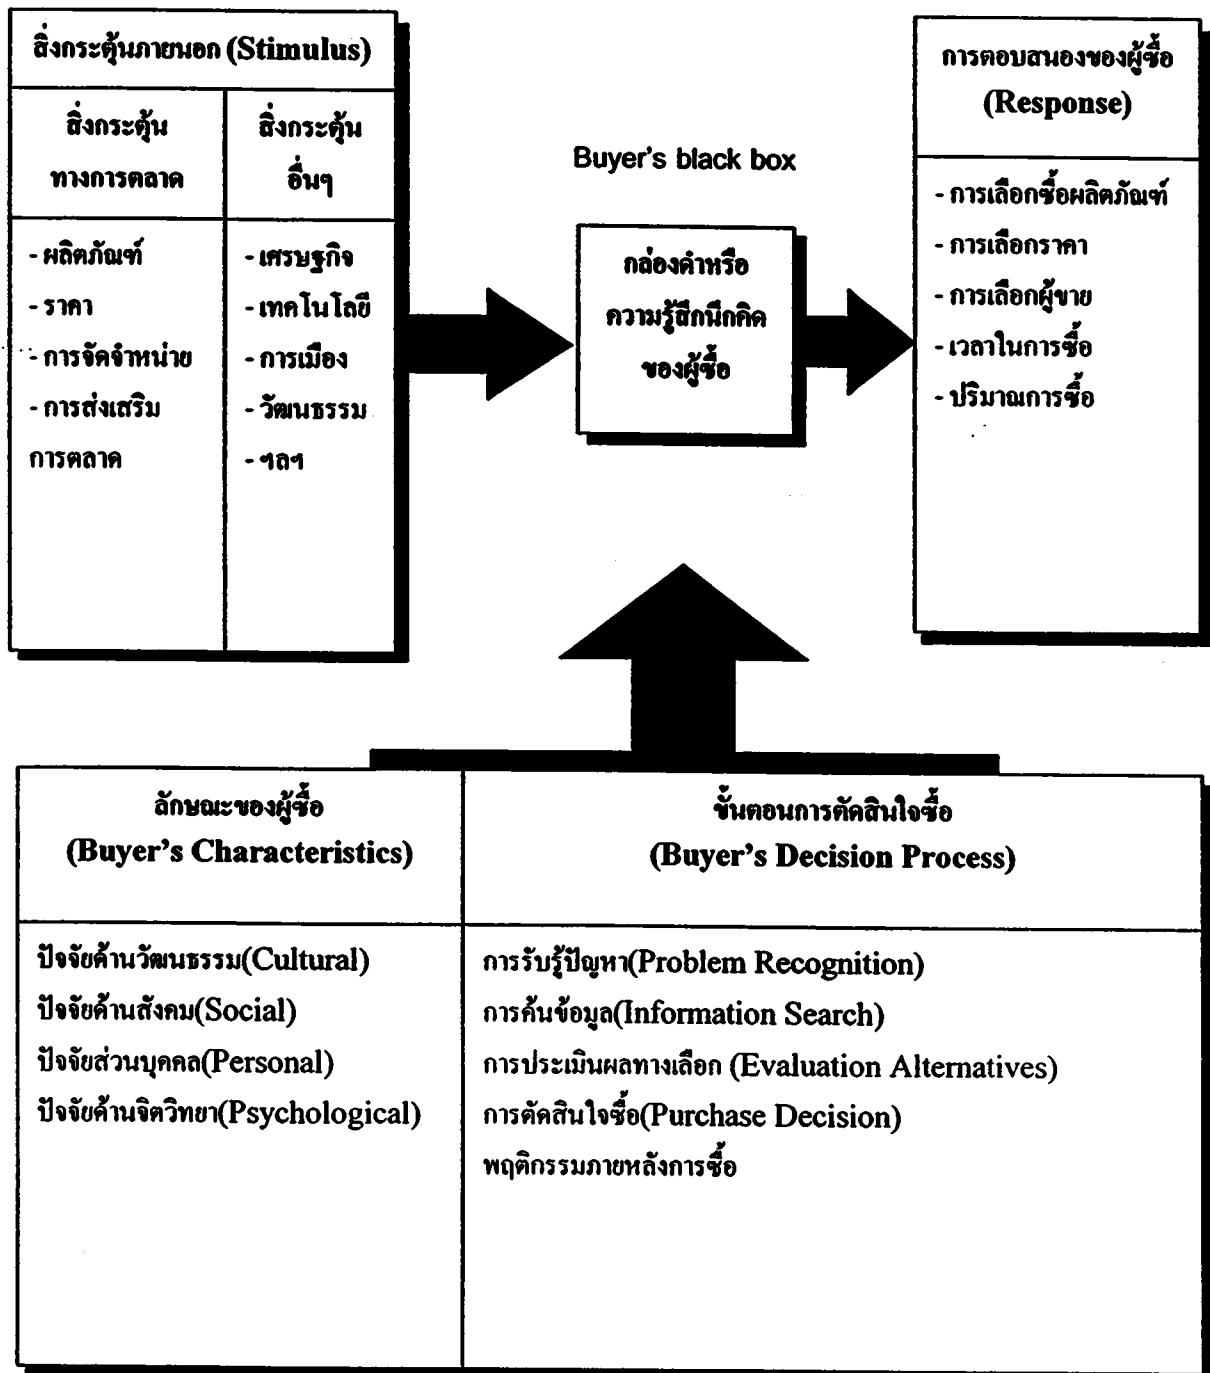 สิ่งกระตุ้นภายนอก (Stimulus)
สิ่งกระตุ้น
ทางการตลาด
- ผลิตภัณฑ์
- ราคา
- การจัดจำหน่าย
- การส่งเสริม
การตลาด
สิ่งกระตุ้น
อื่นๆ
- เศรษฐกิจ
- เทคโนโลยี
- การเมือง
- วัฒนธรรม
- ฯลฯ
Buyer's black box
กล่องดำหรือ
ความรู้สึกนึกคิด
ของผู้ซื้อ
การตอบสนองของผู้ซื้อ
(Response)
- การเลือกซื้อผลิตภัณฑ์
- การเลือกราคา
- การเลือกผู้ขาย
- เวลาในการซื้อ
- ปริมาณการซื้อ
ลักษณะของผู้ซื้อ
(Buyer's Characteristics)
ปัจจัยด้านวัฒนธรรม(Cultural)
ปัจจัยด้านสังคม(Social)
ปัจจัยส่วนบุคคล(Personal)
ปัจจัยด้านจิตวิทยา(Psychological)
ขั้นตอนการตัดสินใจซื้อ
(Buyer's Decision Process)
การรับรู้ปัญหา(Problem Recognition)
การค้นข้อมูล(Information Search)
การประเมินผลทางเลือก (Evaluation Alternatives)
การตัดสินใจซื้อ(Purchase Decision)
พฤติกรรมภายหลังการซื้อ